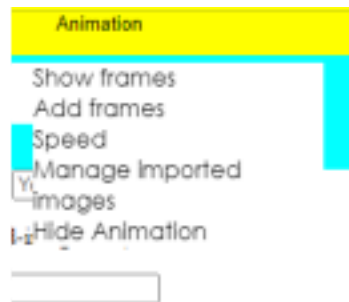 Animation
Show frames
Add frames
Speed
Manage Imported
images
Hide Animation